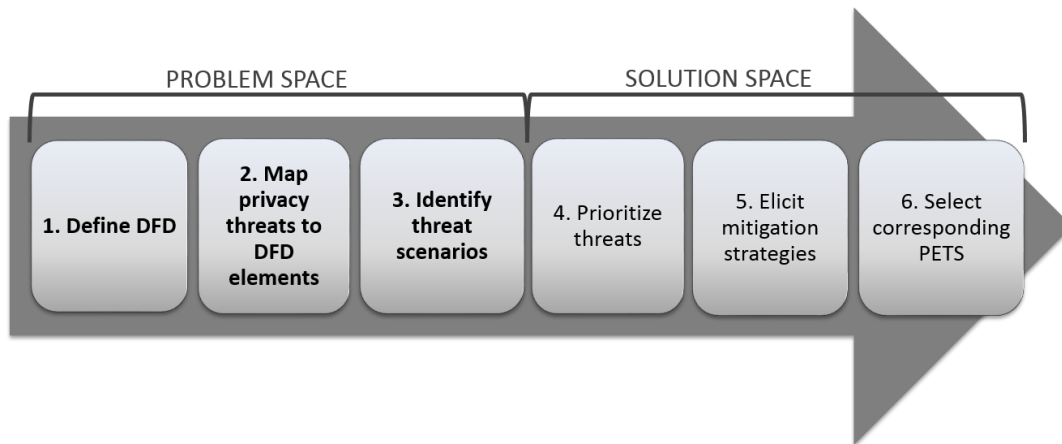 PROBLEM SPACE
SOLUTION SPACE
1. Define DFD
2. Map
privacy
threats to
DFD
elements
3. Identify
threat
scenarios
4. Prioritize
threats
5. Elicit
mitigation
strategies
6. Select
corresponding
PETS